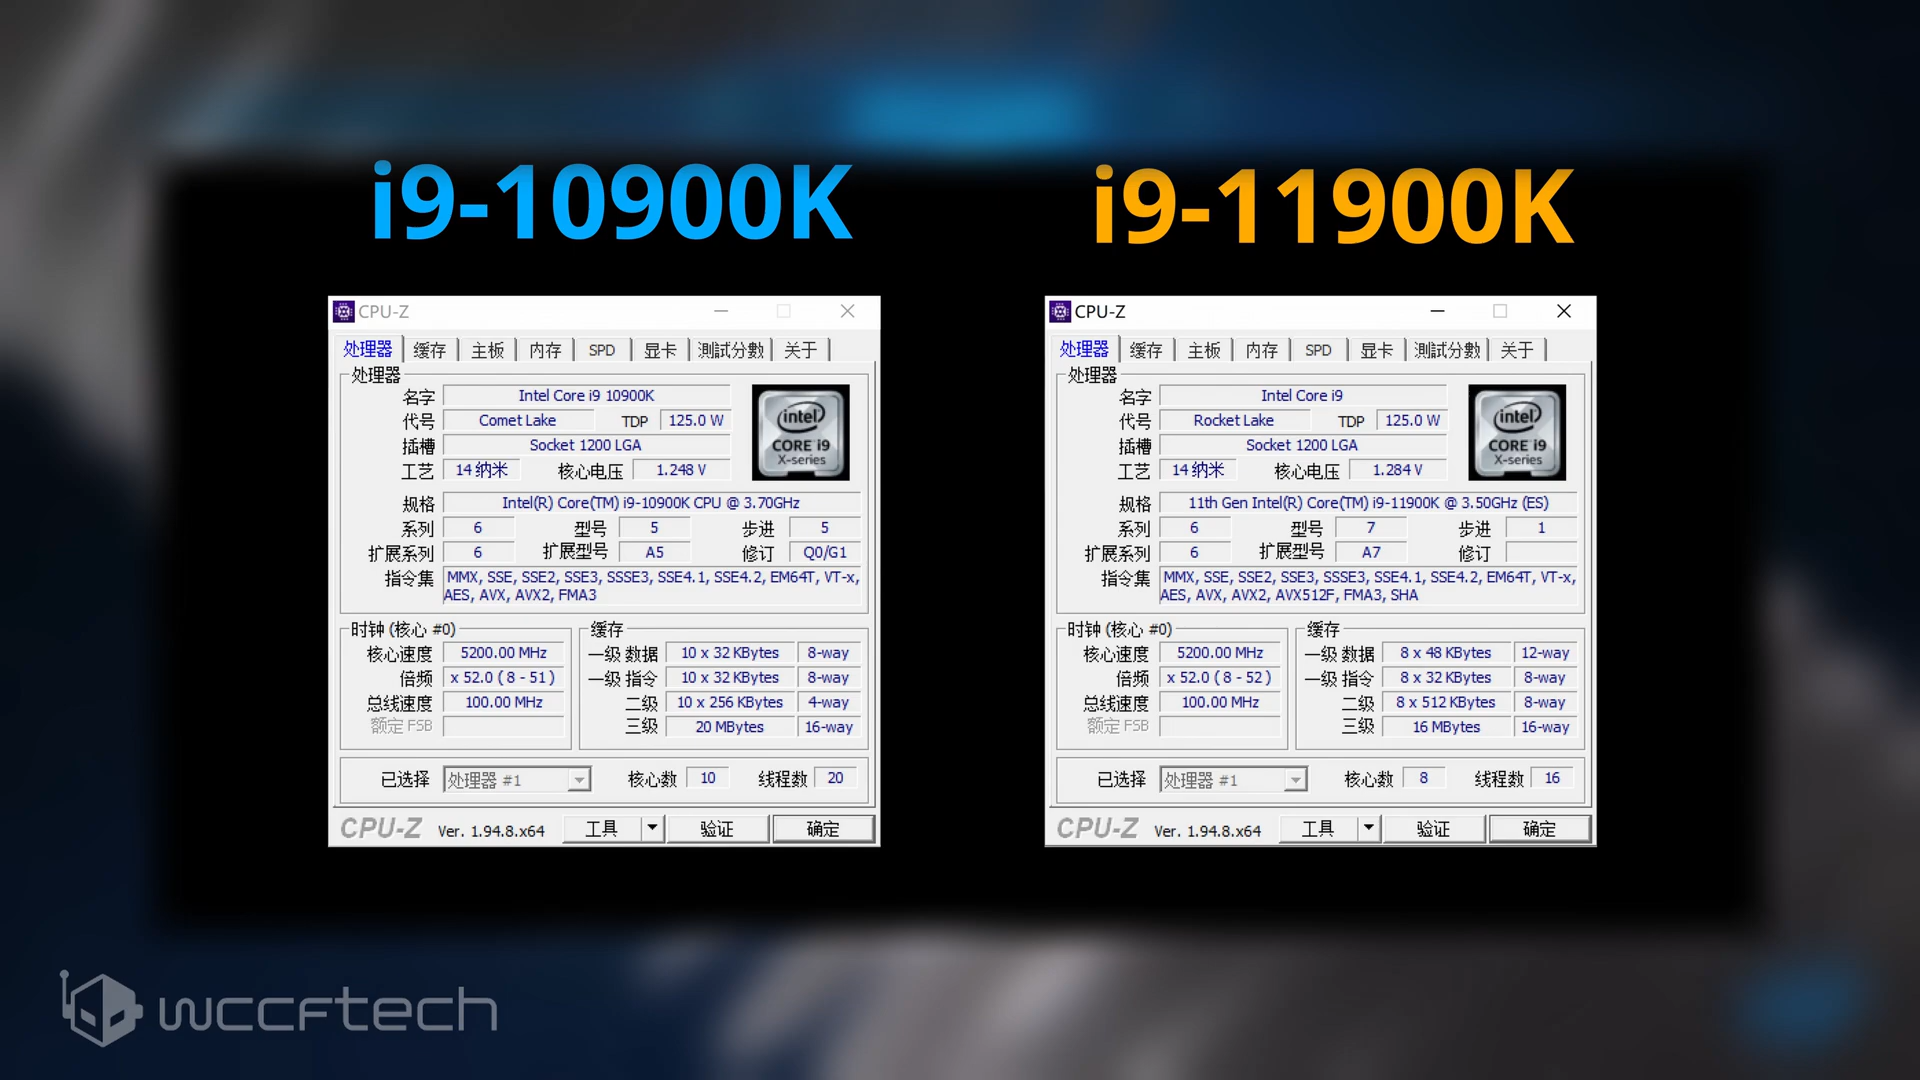 i9-10900K
CPU-Z
处理器 缓存 主板 内存 SPD 显卡 測試分數 关于
处理器
名字 Intel Core i9 10900K
代号 Comet Lake TDP 125.0 W
插槽 Socket 1200 LGA
工艺 14 纳米 核心电压 1.248 V
intel
CORE i9
X-series
规格 Intel(R) Core(TM) i9-10900K CPU @ 3.70GHz
系列 6 型号 5 步进 5
扩展系列 6 扩展型号 A5 修订 Q0/G1
指令集 MMX, SSE, SSE2, SSE3, SSSE3, SSE4.1, SSE4.2, EM64T, VT-x,
AES, AVX, AVX2, FMA3
时钟 (核心 #0)
核心速度 5200.00 MHz
倍频 x 52.0 ( 8 - 51 )
总线速度 100.00 MHz
额定 FSB
缓存
一级 数据 10 x 32 KBytes 8-way
一级 指令 10 x 32 KBytes 8-way
二级 10 x 256 KBytes 4-way
三级 20 MBytes 16-way
已选择 处理器 #1 核心数 10 线程数 20
CPU-Z Ver. 1.94.8.x64 工具 验证 确定
i9-11900K
CPU-Z
处理器 缓存 主板 内存 SPD 显卡 測試分數 关于
处理器
名字 Intel Core i9
代号 Rocket Lake TDP 125.0 W
插槽 Socket 1200 LGA
工艺 14 纳米 核心电压 1.284 V
intel
CORE i9
X-series
规格 11th Gen Intel(R) Core(TM) i9-11900K @ 3.50GHz (ES)
系列 6 型号 7 步进 1
扩展系列 6 扩展型号 A7 修订
指令集 MMX, SSE, SSE2, SSE3, SSSE3, SSE4.1, SSE4.2, EM64T, VT-x,
AES, AVX, AVX2, AVX512F, FMA3, SHA
时钟 (核心 #0)
核心速度 5200.00 MHz
倍频 x 52.0 ( 8 - 52 )
总线速度 100.00 MHz
额定 FSB
缓存
一级 数据 8 x 48 KBytes 12-way
一级 指令 8 x 32 KBytes 8-way
二级 8 x 512 KBytes 8-way
三级 16 MBytes 16-way
已选择 处理器 #1 核心数 8 线程数 16
CPU-Z Ver. 1.94.8.x64 工具 验证 确定
wccftech